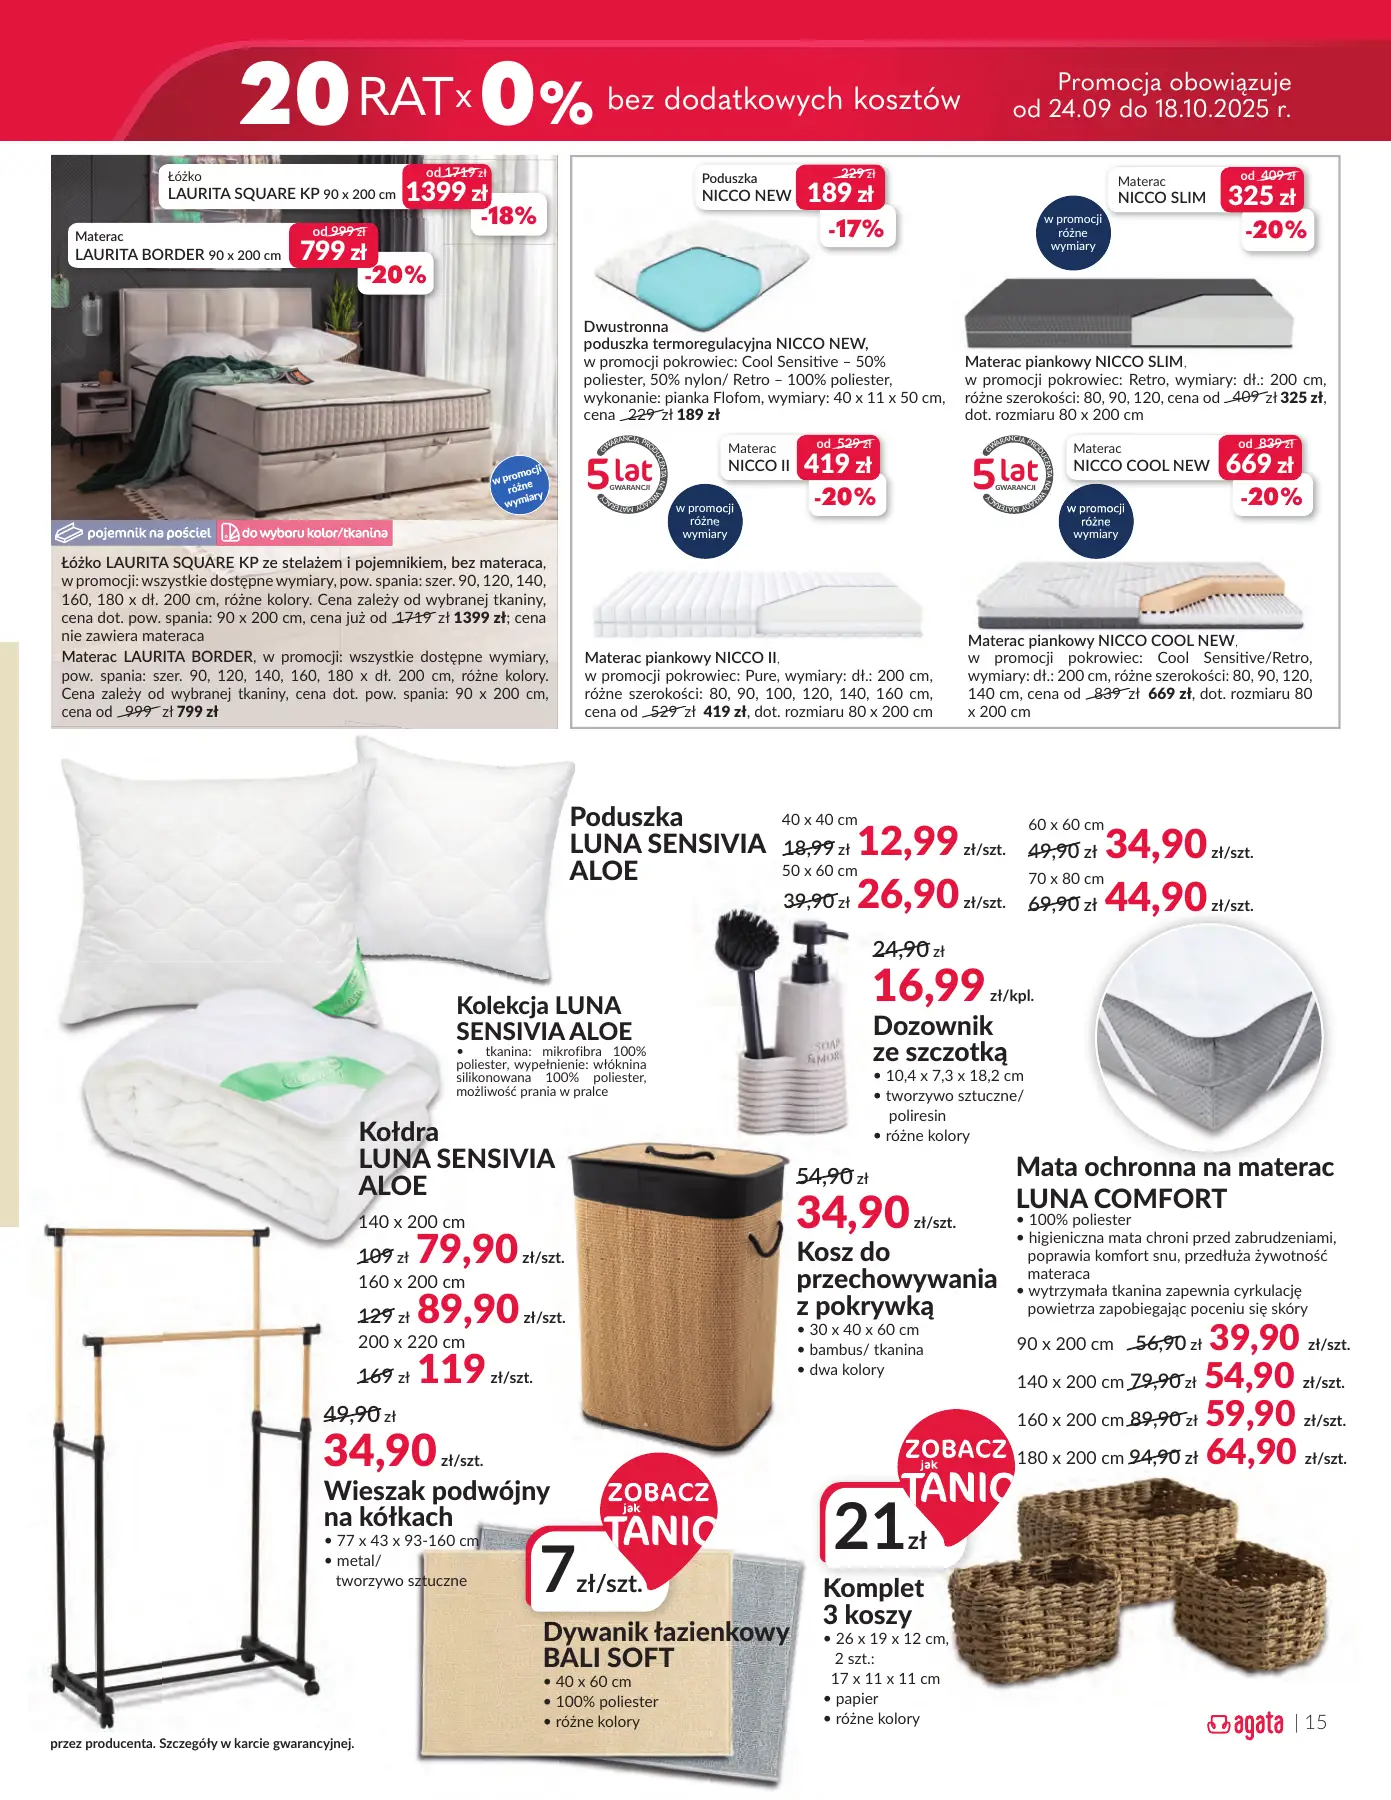 20 RAT x 0% bez dodatkowych kosztów
Promocja obowiązuje
od 24.09 do 18.10.2025 r.
Łóżko
LAURITA SQUARE KP 90 x 200 cm
od 1719 zł
1399 zł
-18%
Materac
LAURITA BORDER 90 x 200 cm
od 999 zł
799 zł
-20%
w promocji
różne
wymiary
pojemnik na pościel
do wyboru kolor/tkanina
Łóżko LAURITA SQUARE KP ze stelażem i pojemnikiem, bez materaca,
w promocji: wszystkie dostępne wymiary, pow. spania: szer. 90, 120, 140,
160, 180 x dł. 200 cm, różne kolory. Cena zależy od wybranej tkaniny,
cena dot. pow. spania: 90 x 200 cm, cena już od 1719 zł 1399 zł; cena
nie zawiera materaca
Materac LAURITA BORDER, w promocji: wszystkie dostępne wymiary,
pow. spania: szer. 90, 120, 140, 160, 180 x dł. 200 cm, różne kolory.
Cena zależy od wybranej tkaniny, cena dot. pow. spania: 90 x 200 cm,
cena od 999 zł 799 zł
Poduszka
NICCO NEW
229 zł
189 zł
-17%
Dwustronna
poduszka termoregulacyjna NICCO NEW,
w promocji pokrowiec: Cool Sensitive – 50%
poliester, 50% nylon/ Retro – 100% poliester,
wykonanie: pianka Flofom, wymiary: 40 x 11 x 50 cm,
cena 229 zł 189 zł
Materac
NICCO SLIM
od 409 zł
325 zł
-20%
w promocji
różne
wymiary
Materac piankowy NICCO SLIM,
w promocji pokrowiec: Retro, wymiary: dł.: 200 cm,
różne szerokości: 80, 90, 120, cena od 409 zł 325 zł,
dot. rozmiaru 80 x 200 cm
GWARANCJA PRODUCENTA NA WKŁADY MATERACY
5 lat
GWARANCJI
Materac
NICCO II
od 529 zł
419 zł
-20%
w promocji
różne
wymiary
Materac piankowy NICCO II,
w promocji pokrowiec: Pure, wymiary: dł.: 200 cm,
różne szerokości: 80, 90, 100, 120, 140, 160 cm,
cena od 529 zł 419 zł, dot. rozmiaru 80 x 200 cm
GWARANCJA PRODUCENTA NA WKŁADY MATERACY
5 lat
GWARANCJI
Materac
NICCO COOL NEW
od 839 zł
669 zł
-20%
w promocji
różne
wymiary
Materac piankowy NICCO COOL NEW,
w promocji pokrowiec: Cool Sensitive/Retro,
wymiary: dł.: 200 cm, różne szerokości: 80, 90, 120,
140 cm, cena od 839 zł 669 zł, dot. rozmiaru 80
x 200 cm
Poduszka
LUNA SENSIVIA
ALOE
40 x 40 cm
18,99 zł 12,99 zł/szt.
50 x 60 cm
39,90 zł 26,90 zł/szt.
60 x 60 cm
49,90 zł 34,90 zł/szt.
70 x 80 cm
69,90 zł 44,90 zł/szt.
Kolekcja LUNA
SENSIVIA ALOE
• tkanina: mikrofibra 100%
poliester, wypełnienie: włóknina
silikonowana 100% poliester,
możliwość prania w pralce
SOAP
&MORE
24,90 zł
16,99 zł/kpl.
Dozownik
ze szczotką
• 10,4 x 7,3 x 18,2 cm
• tworzywo sztuczne/
poliresin
• różne kolory
Kołdra
LUNA SENSIVIA
ALOE
140 x 200 cm
109 zł 79,90 zł/szt.
160 x 200 cm
129 zł 89,90 zł/szt.
200 x 220 cm
169 zł 119 zł/szt.
54,90 zł
34,90 zł/szt.
Kosz do
przechowywania
z pokrywką
• 30 x 40 x 60 cm
• bambus/ tkanina
• dwa kolory
Mata ochronna na materac
LUNA COMFORT
• 100% poliester
• higieniczna mata chroni przed zabrudzeniami,
poprawia komfort snu, przedłuża żywotność
materaca
• wytrzymała tkanina zapewnia cyrkulację
powietrza zapobiegając poceniu się skóry
90 x 200 cm 56,90 zł 39,90 zł/szt.
140 x 200 cm 79,90 zł 54,90 zł/szt.
160 x 200 cm 89,90 zł 59,90 zł/szt.
180 x 200 cm 94,90 zł 64,90 zł/szt.
49,90 zł
34,90 zł/szt.
Wieszak podwójny
na kółkach
• 77 x 43 x 93-160 cm
• metal/
tworzywo sztuczne
ZOBACZ
jak
TANIO
7 zł/szt.
Dywanik łazienkowy
BALI SOFT
• 40 x 60 cm
• 100% poliester
• różne kolory
ZOBACZ
jak
TANIO
21 zł
Komplet
3 koszy
• 26 x 19 x 12 cm,
2 szt.:
17 x 11 x 11 cm
• papier
• różne kolory
przez producenta. Szczegóły w karcie gwarancyjnej.
agata | 15